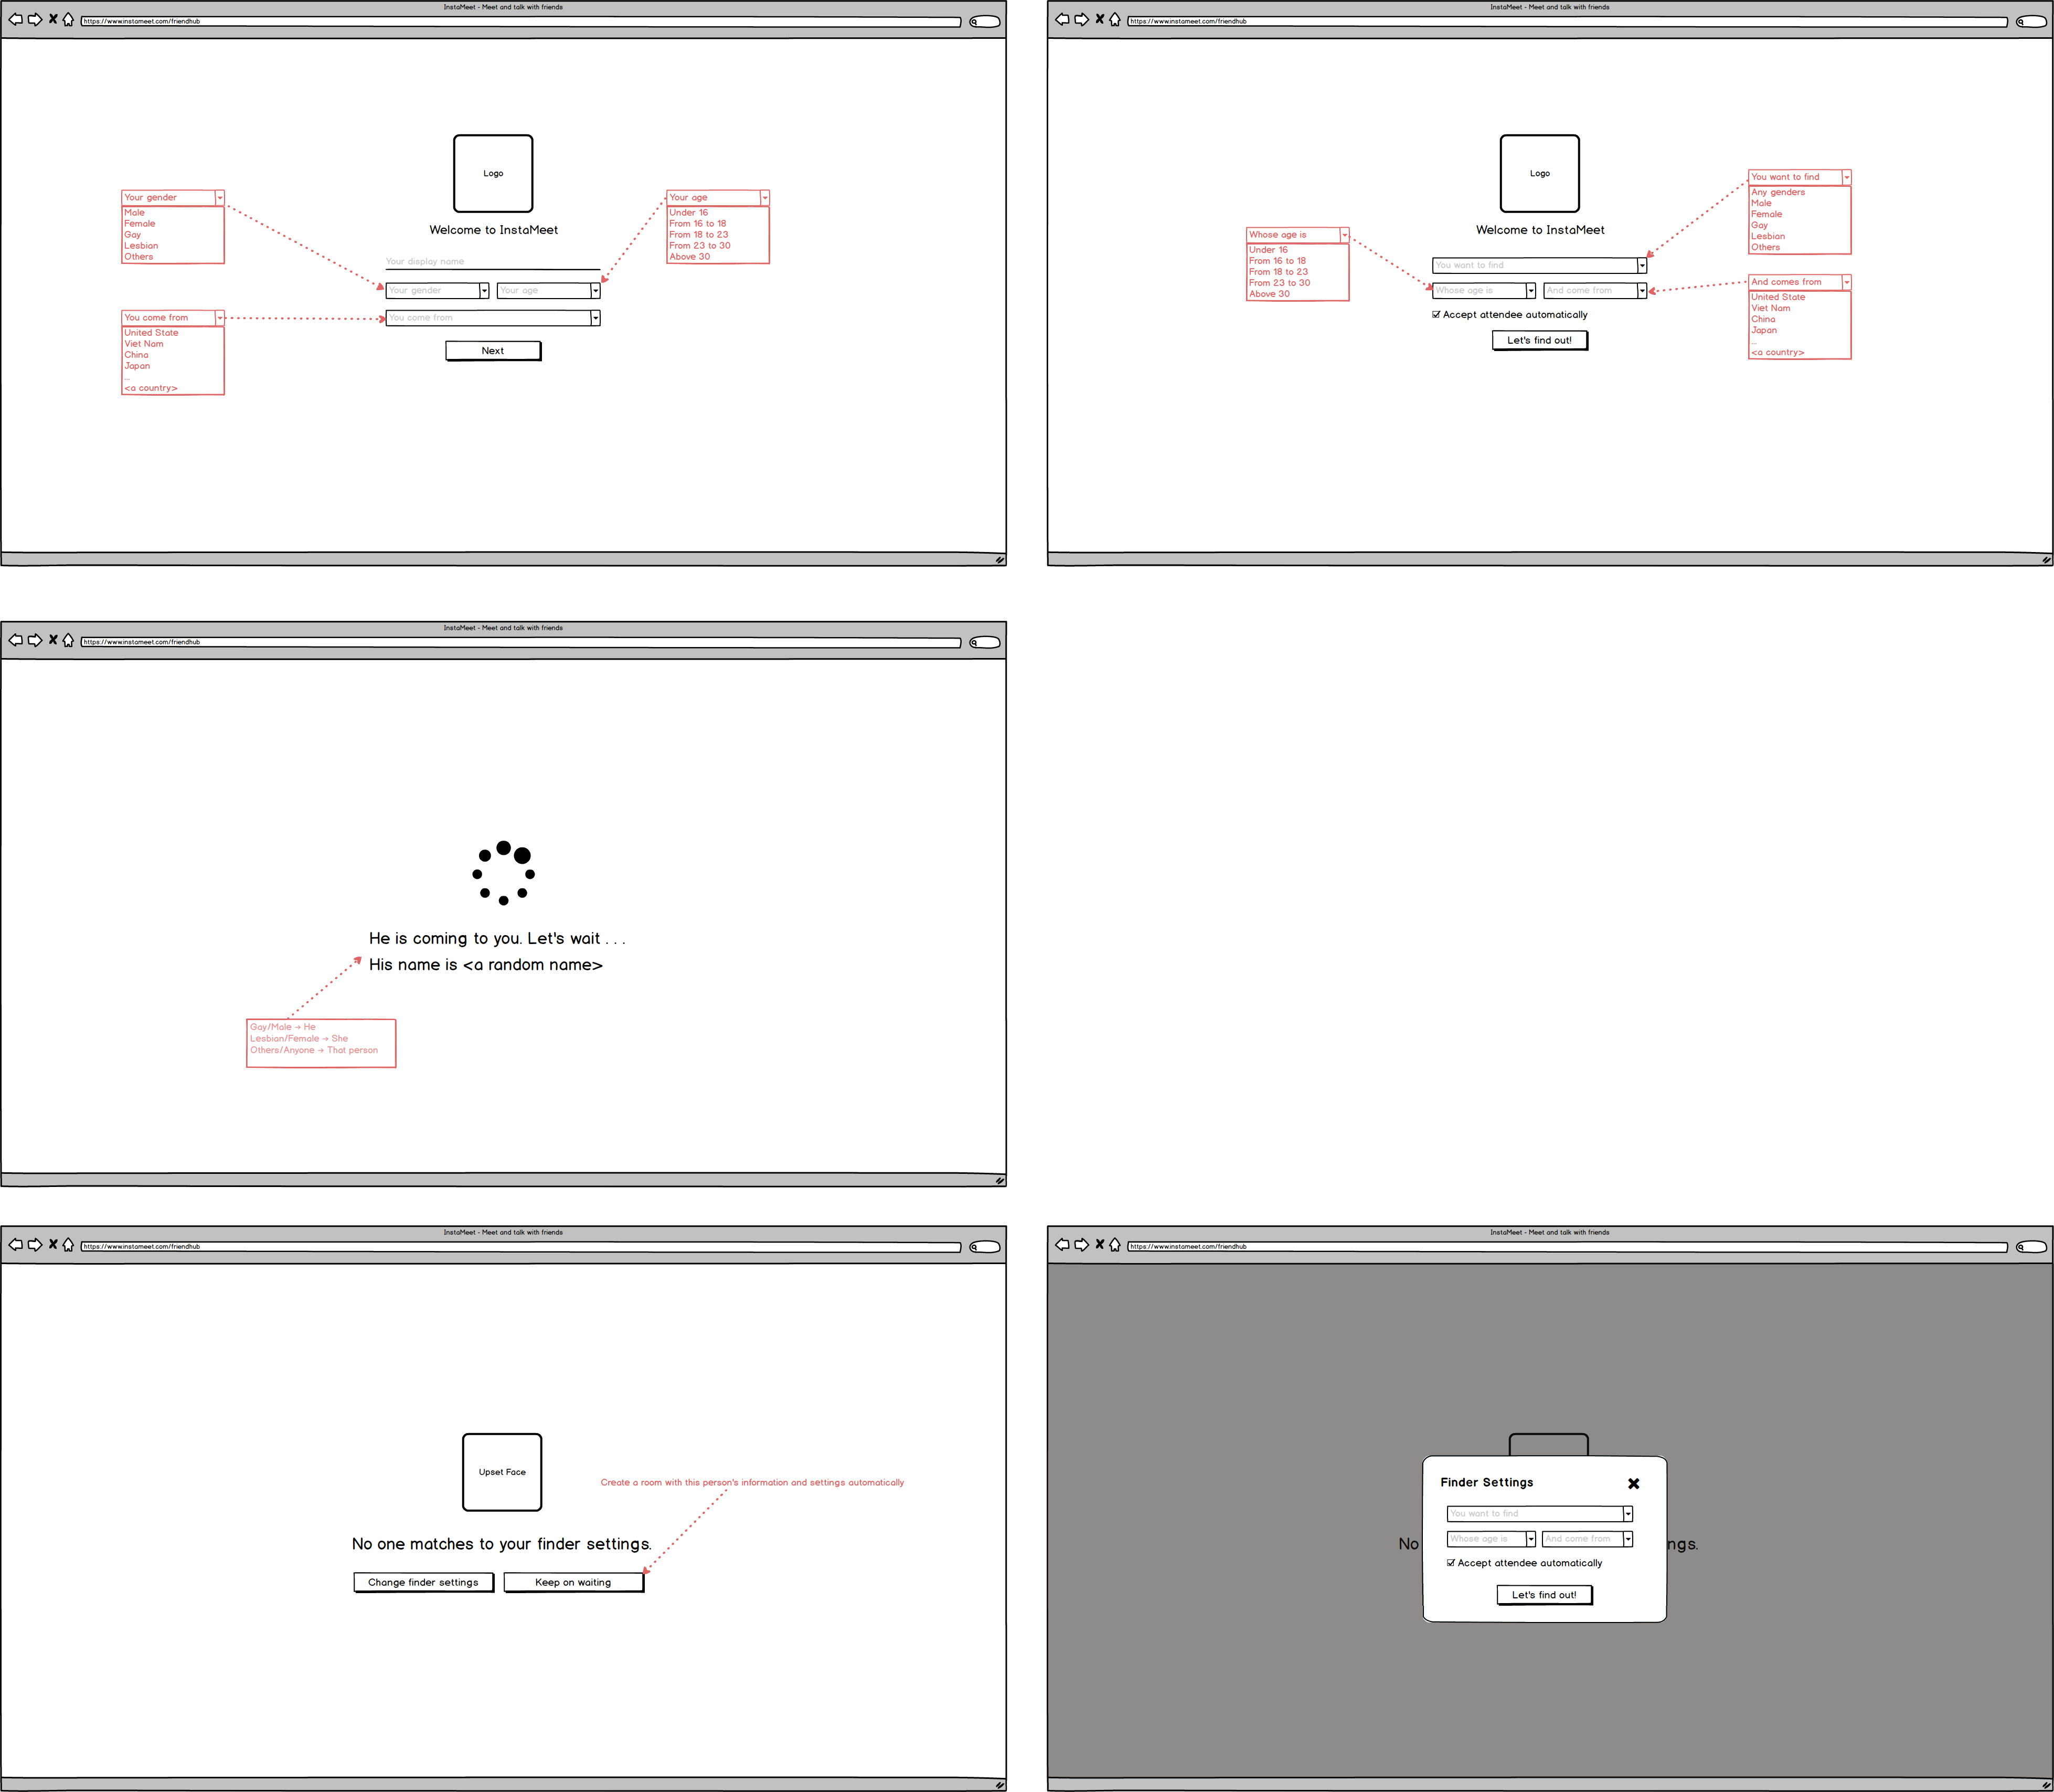 InstaMeet - Meet and talk with friends
https://www.instameet.com/friendhub
Logo
Welcome to InstaMeet
Your display name
Your gender
Your age
You come from
Next
Your gender
Male
Female
Gay
Lesbian
Others
You come from
United State
Viet Nam
China
Japan
...
<a country>
Your age
Under 16
From 16 to 18
From 18 to 23
From 23 to 30
Above 30
InstaMeet - Meet and talk with friends
https://www.instameet.com/friendhub
Logo
Welcome to InstaMeet
You want to find
Whose age is
And come from
Accept attendee automatically
Let's find out!
Whose age is
Under 16
From 16 to 18
From 18 to 23
From 23 to 30
Above 30
You want to find
Any genders
Male
Female
Gay
Lesbian
Others
And comes from
United State
Viet Nam
China
Japan
...
<a country>
InstaMeet - Meet and talk with friends
https://www.instameet.com/friendhub
He is coming to you. Let's wait . . .
His name is <a random name>
Gay/Male → He
Lesbian/Female → She
Others/Anyone → That person
InstaMeet - Meet and talk with friends
https://www.instameet.com/friendhub
Upset Face
Create a room with this person's information and settings automatically
No one matches to your finder settings.
Change finder settings
Keep on waiting
InstaMeet - Meet and talk with friends
https://www.instameet.com/friendhub
Finder Settings
You want to find
Whose age is
And come from
No
ngs.
Accept attendee automatically
Let's find out!